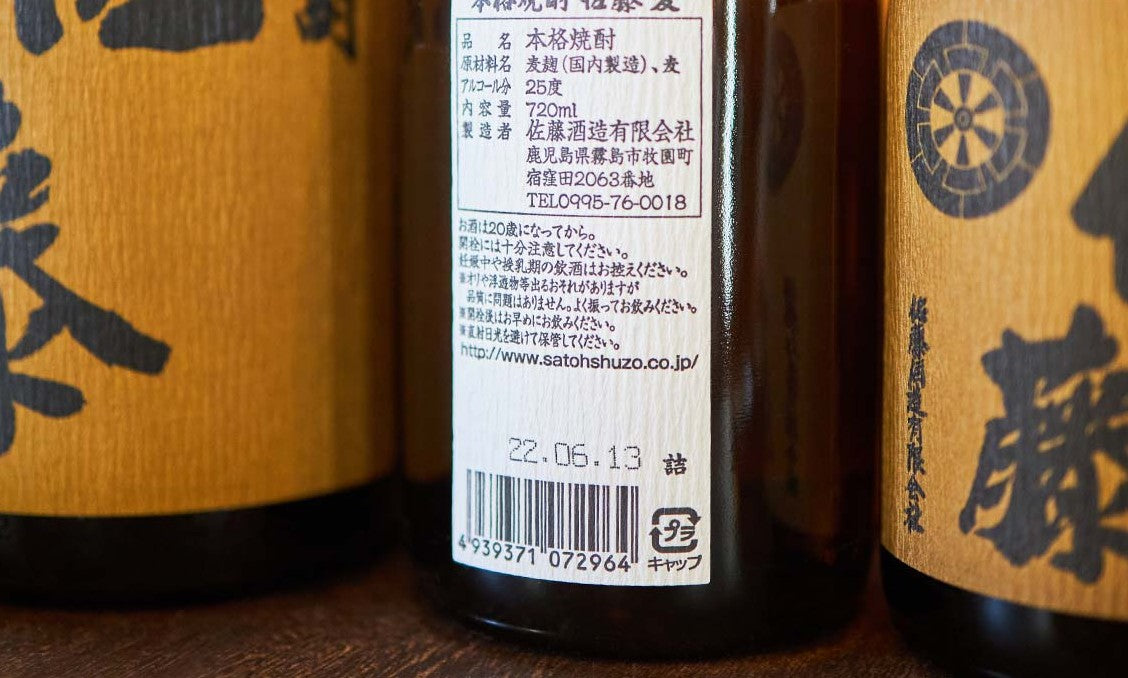 本格焼酎 佐藤 麦
品名 本格焼酎
原材料名 麦麹(国内製造)、麦
アルコール分 25度
内容量 720ml
製造者 佐藤酒造有限会社
鹿児島県霧島市牧園町
宿窪田2063番地
TEL0995-76-0018
お酒は20歳になってから。
開栓には十分注意してください。
妊娠中や授乳期の飲酒はお控えください。
※オリや浮遊物等出るおそれがありますが
品質に問題はありません。よく振ってお飲みください。
※開栓後はお早めにお飲みください。
※直射日光を避けて保管してください。
http://www.satohshuzo.co.jp/
22.06.13 詰
4 939371 072964
プラ
キャップ
佐藤酒造有限会社
藤